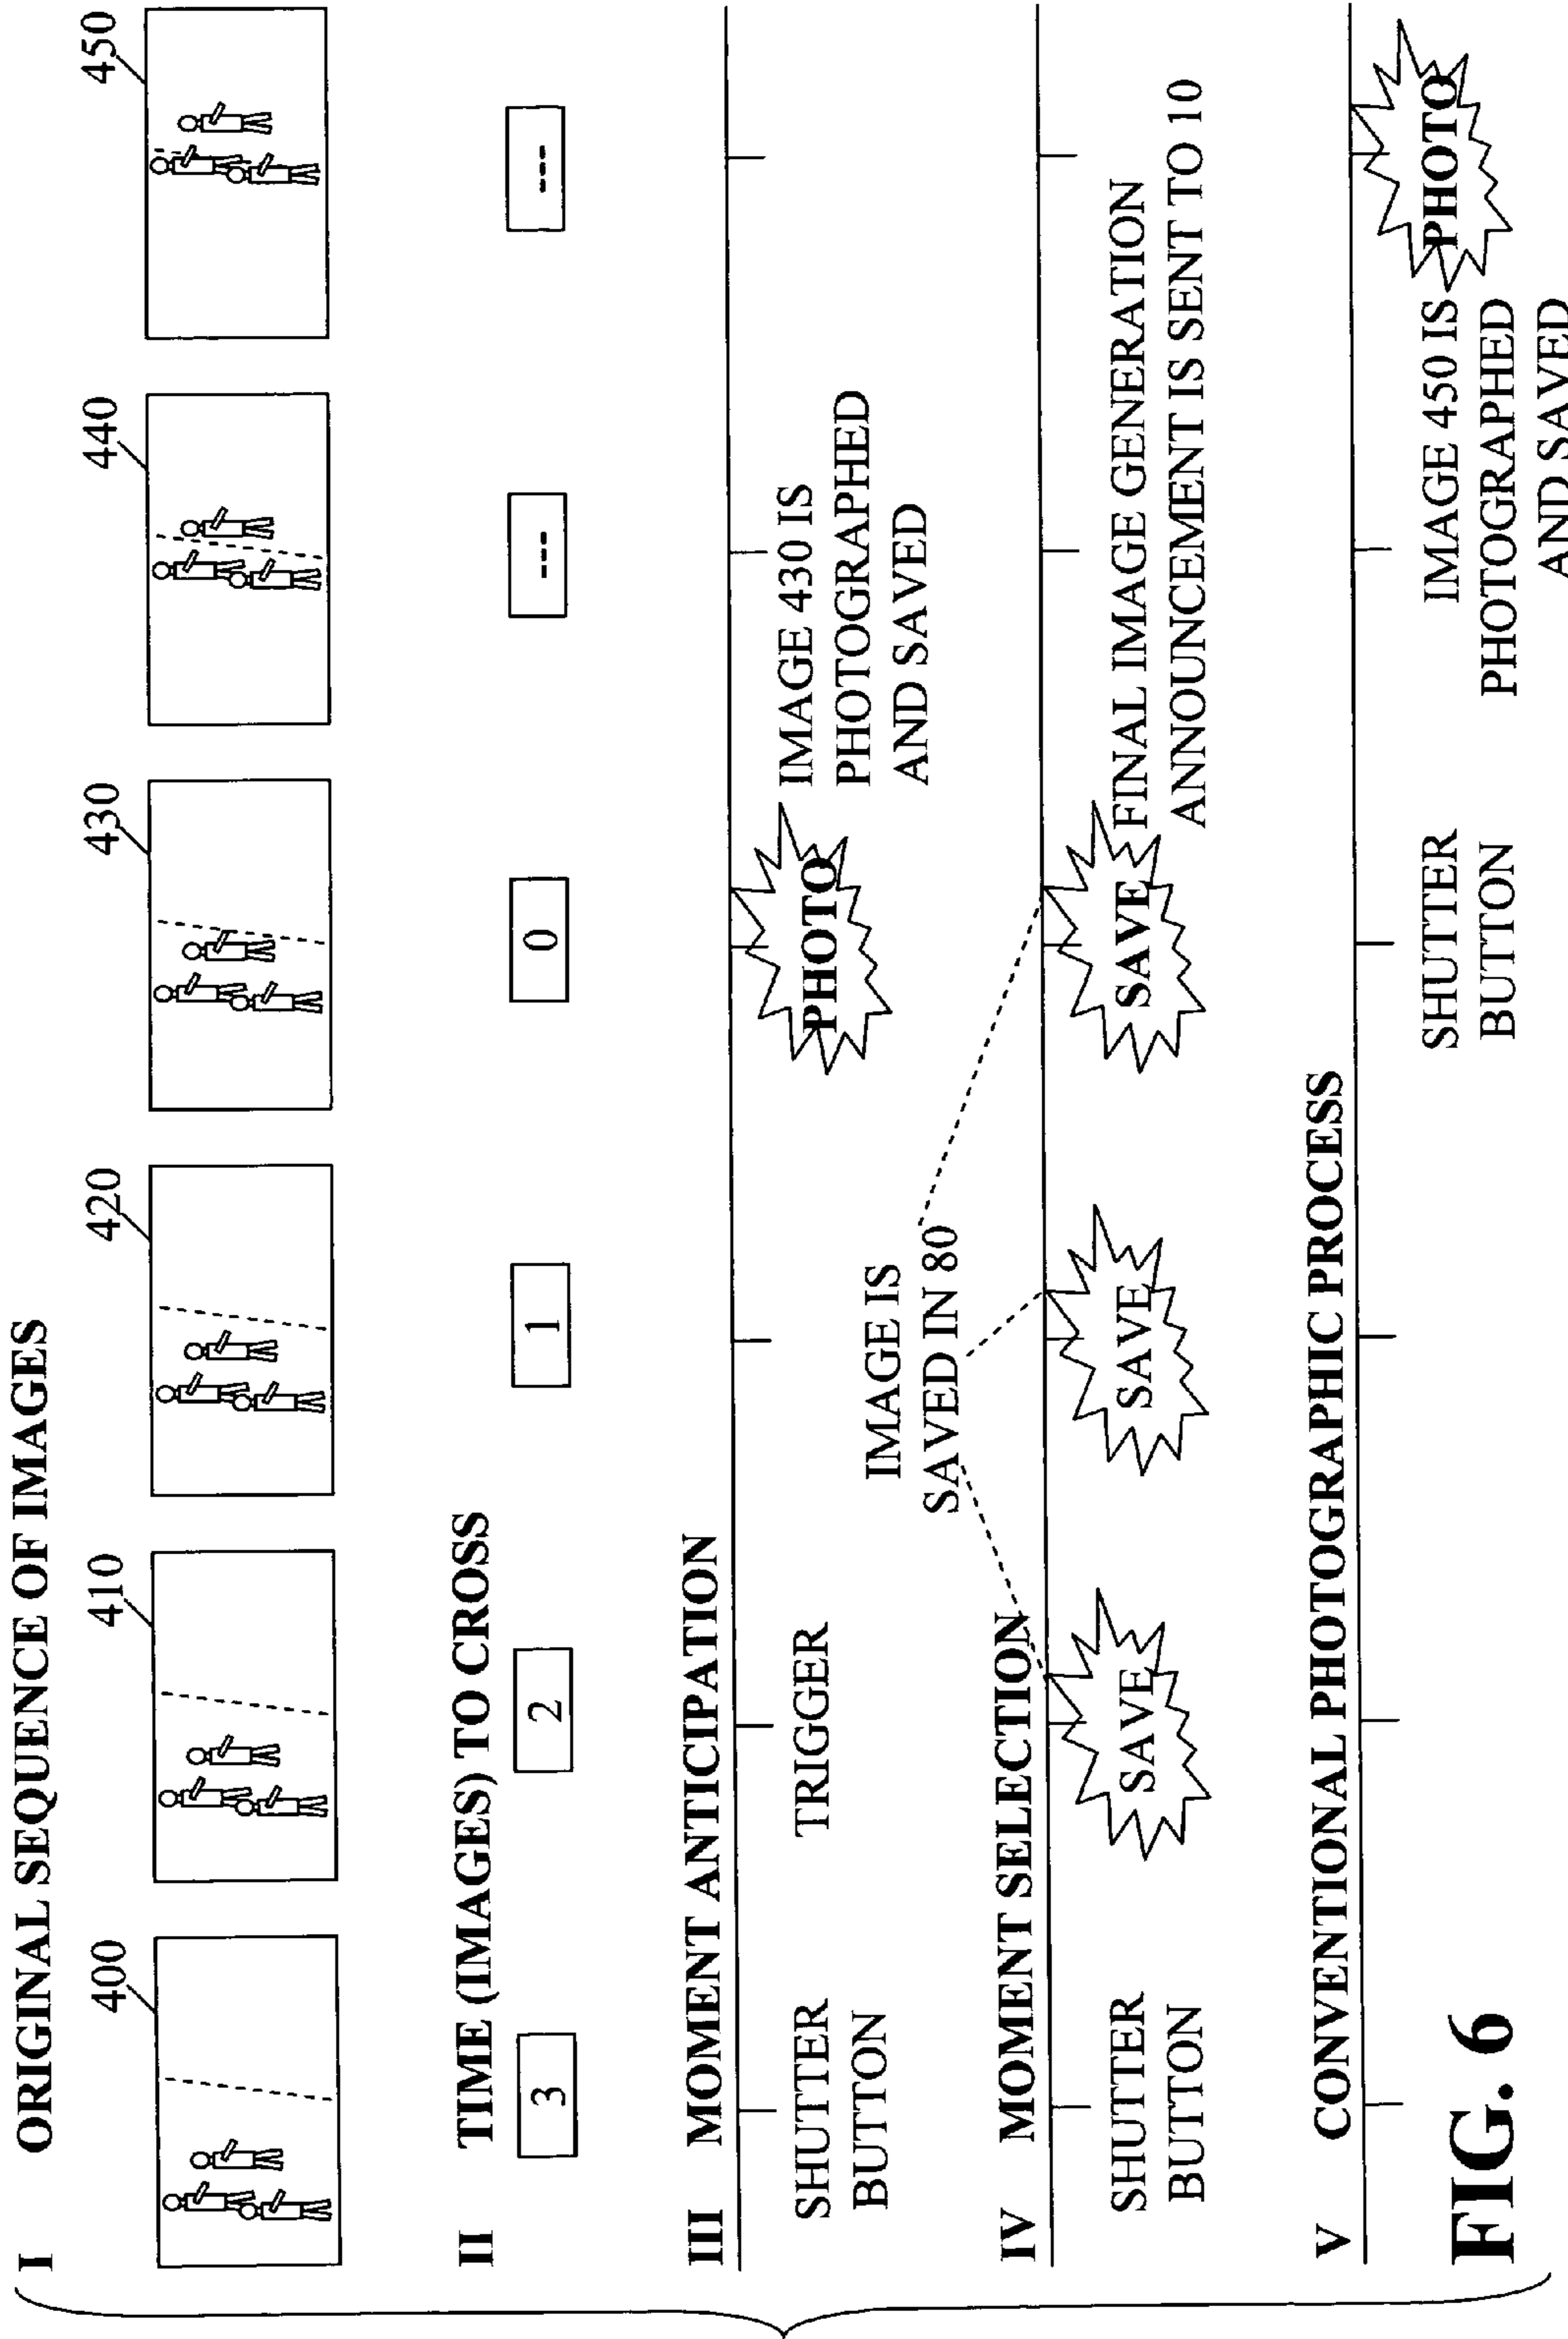 I ORIGINAL SEQUENCE OF IMAGES
400 410 420 430 440 450
II TIME (IMAGES) TO CROSS
3 2 1 0 --- ---
III MOMENT ANTICIPATION
SHUTTER
BUTTON
TRIGGER
PHOTO
IMAGE 430 IS
PHOTOGRAPHED
AND SAVED
IMAGE IS
SAVED IN 80
IV MOMENT SELECTION
SHUTTER
BUTTON
SAVE
SAVE
SAVE
FINAL IMAGE GENERATION
ANNOUNCEMENT IS SENT TO 10
V CONVENTIONAL PHOTOGRAPHIC PROCESS
SHUTTER
BUTTON
IMAGE 450 IS
PHOTOGRAPHED
AND SAVED
PHOTO
FIG. 6